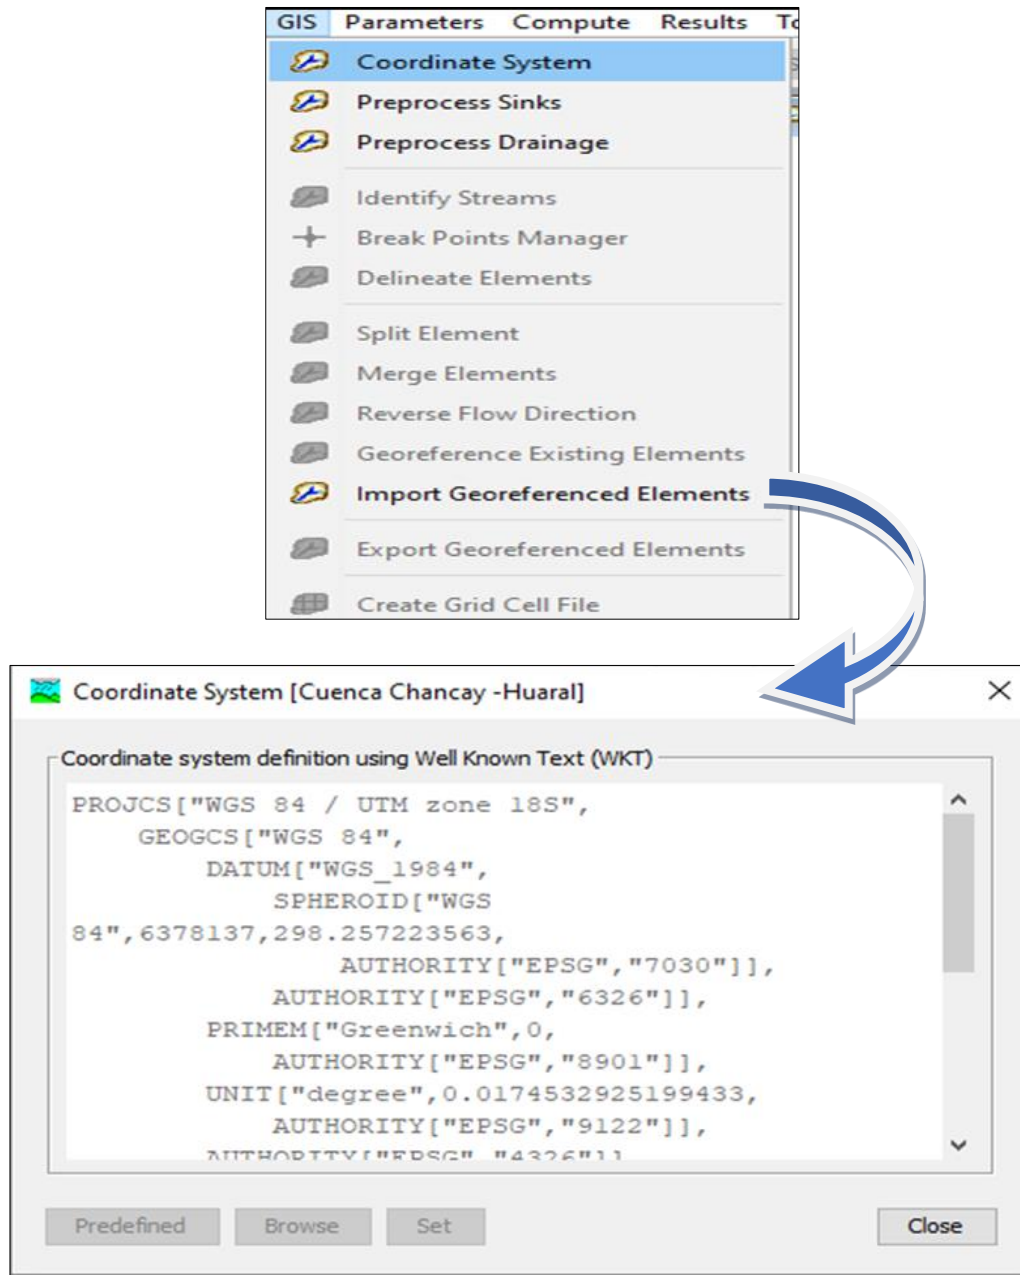 GIS Parameters Compute Results
Coordinate System
Preprocess Sinks
Preprocess Drainage
Identify Streams
Break Points Manager
Delineate Elements
Split Element
Merge Elements
Reverse Flow Direction
Georeference Existing Elements
Import Georeferenced Elements
Export Georeferenced Elements
Create Grid Cell File
Coordinate System [Cuenca Chancay -Huaral]
Coordinate system definition using Well Known Text (WKT)
PROJCS["WGS 84 / UTM zone 18S",
GEOGCS["WGS 84",
DATUM["WGS_1984",
SPHEROID["WGS
84",6378137,298.257223563,
AUTHORITY["EPSG","7030"]],
AUTHORITY["EPSG","6326"]],
PRIMEM["Greenwich",0,
AUTHORITY["EPSG","8901"]],
UNIT["degree",0.0174532925199433,
AUTHORITY["EPSG","9122"]],
AUTHORITY["EPSG","4326"]]
Predefined Browse Set Close